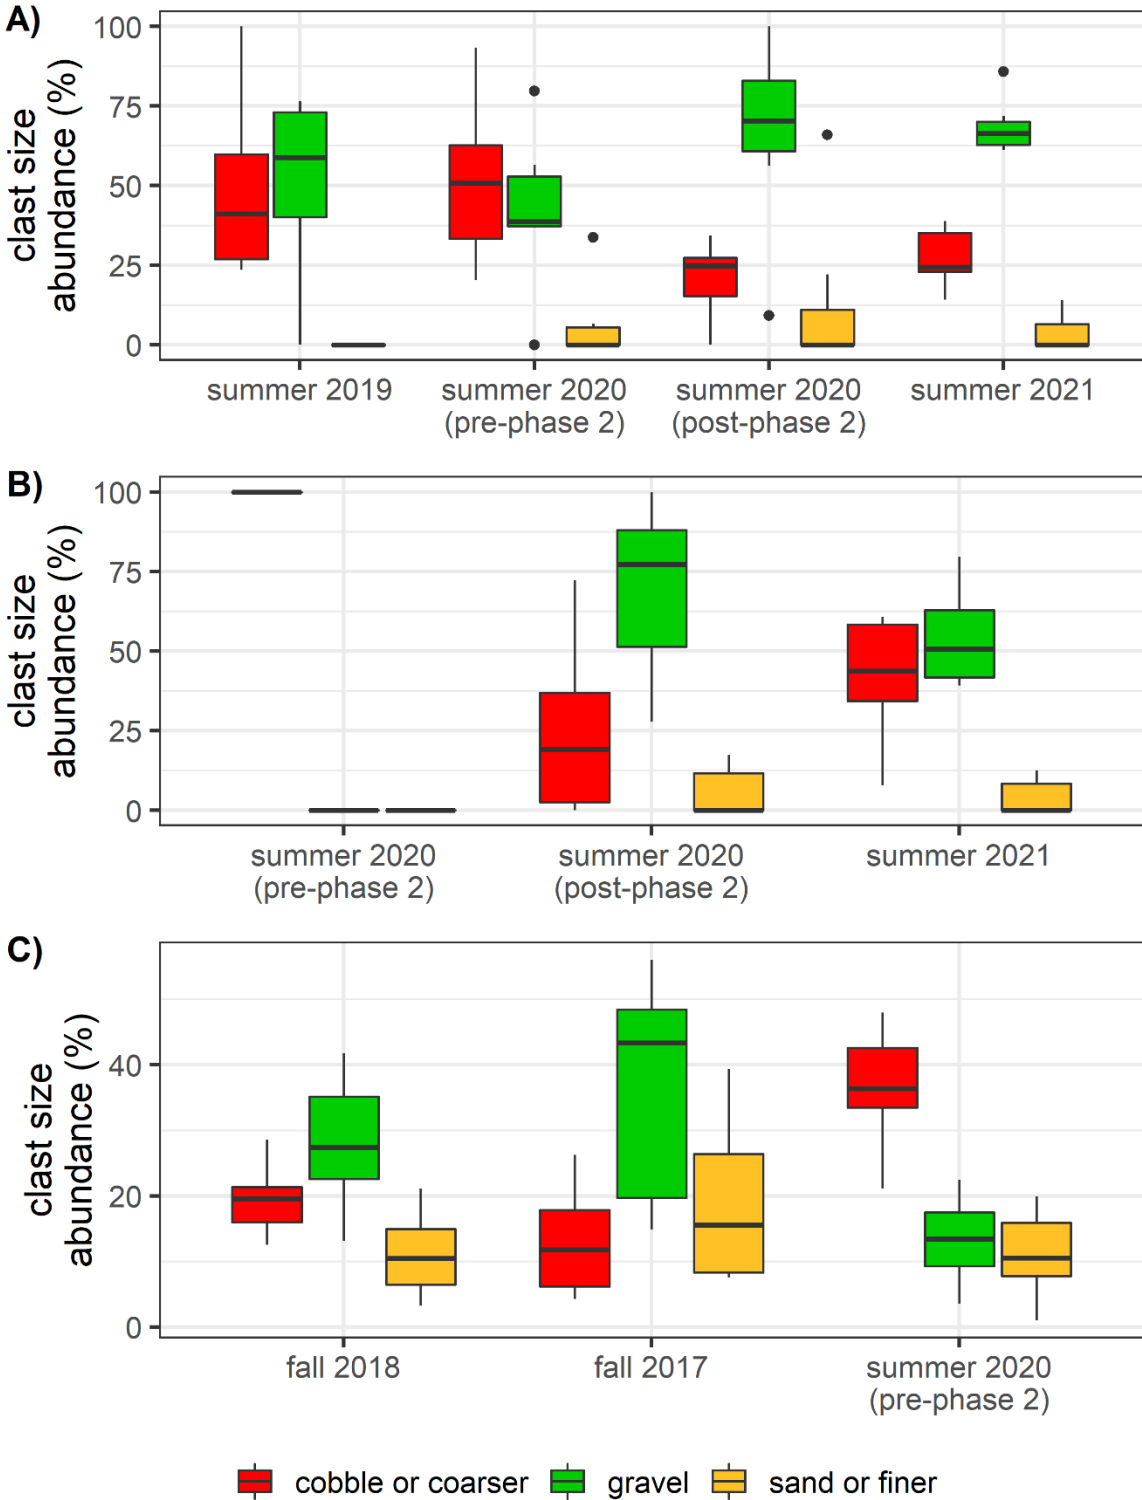 A)
clast size
abundance (%)
100
75
50
25
0
summer 2019
summer 2020
(pre-phase 2)
summer 2020
(post-phase 2)
summer 2021
B)
clast size
abundance (%)
100
75
50
25
0
summer 2020
(pre-phase 2)
summer 2020
(post-phase 2)
summer 2021
C)
clast size
abundance (%)
40
20
0
fall 2018
fall 2017
summer 2020
(pre-phase 2)
cobble or coarser
gravel
sand or finer